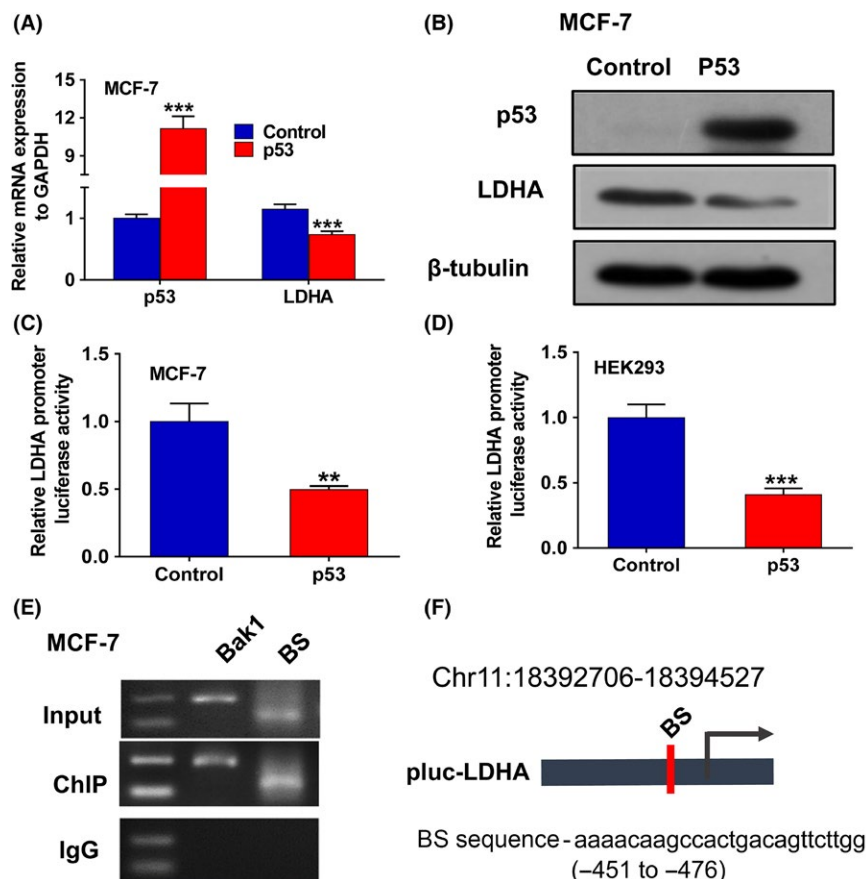 (A)
MCF-7
Relative mRNA expression
to GAPDH
15
12
9
1
0
***
***
Control
p53
p53
LDHA
(B)
MCF-7
Control P53
p53
LDHA
β-tubulin
(C)
MCF-7
Relative LDHA promoter
luciferase activity
1.5
1.0
0.5
0.0
**
Control
p53
(D)
HEK293
Relative LDHA promoter
luciferase activity
1.5
1.0
0.5
0.0
***
Control
p53
(E)
MCF-7
Bak1
BS
Input
ChIP
IgG
(F)
Chr11:18392706-18394527
BS
pluc-LDHA
BS sequence - aaaacaagccactgacagttcttgg
(−451 to −476)